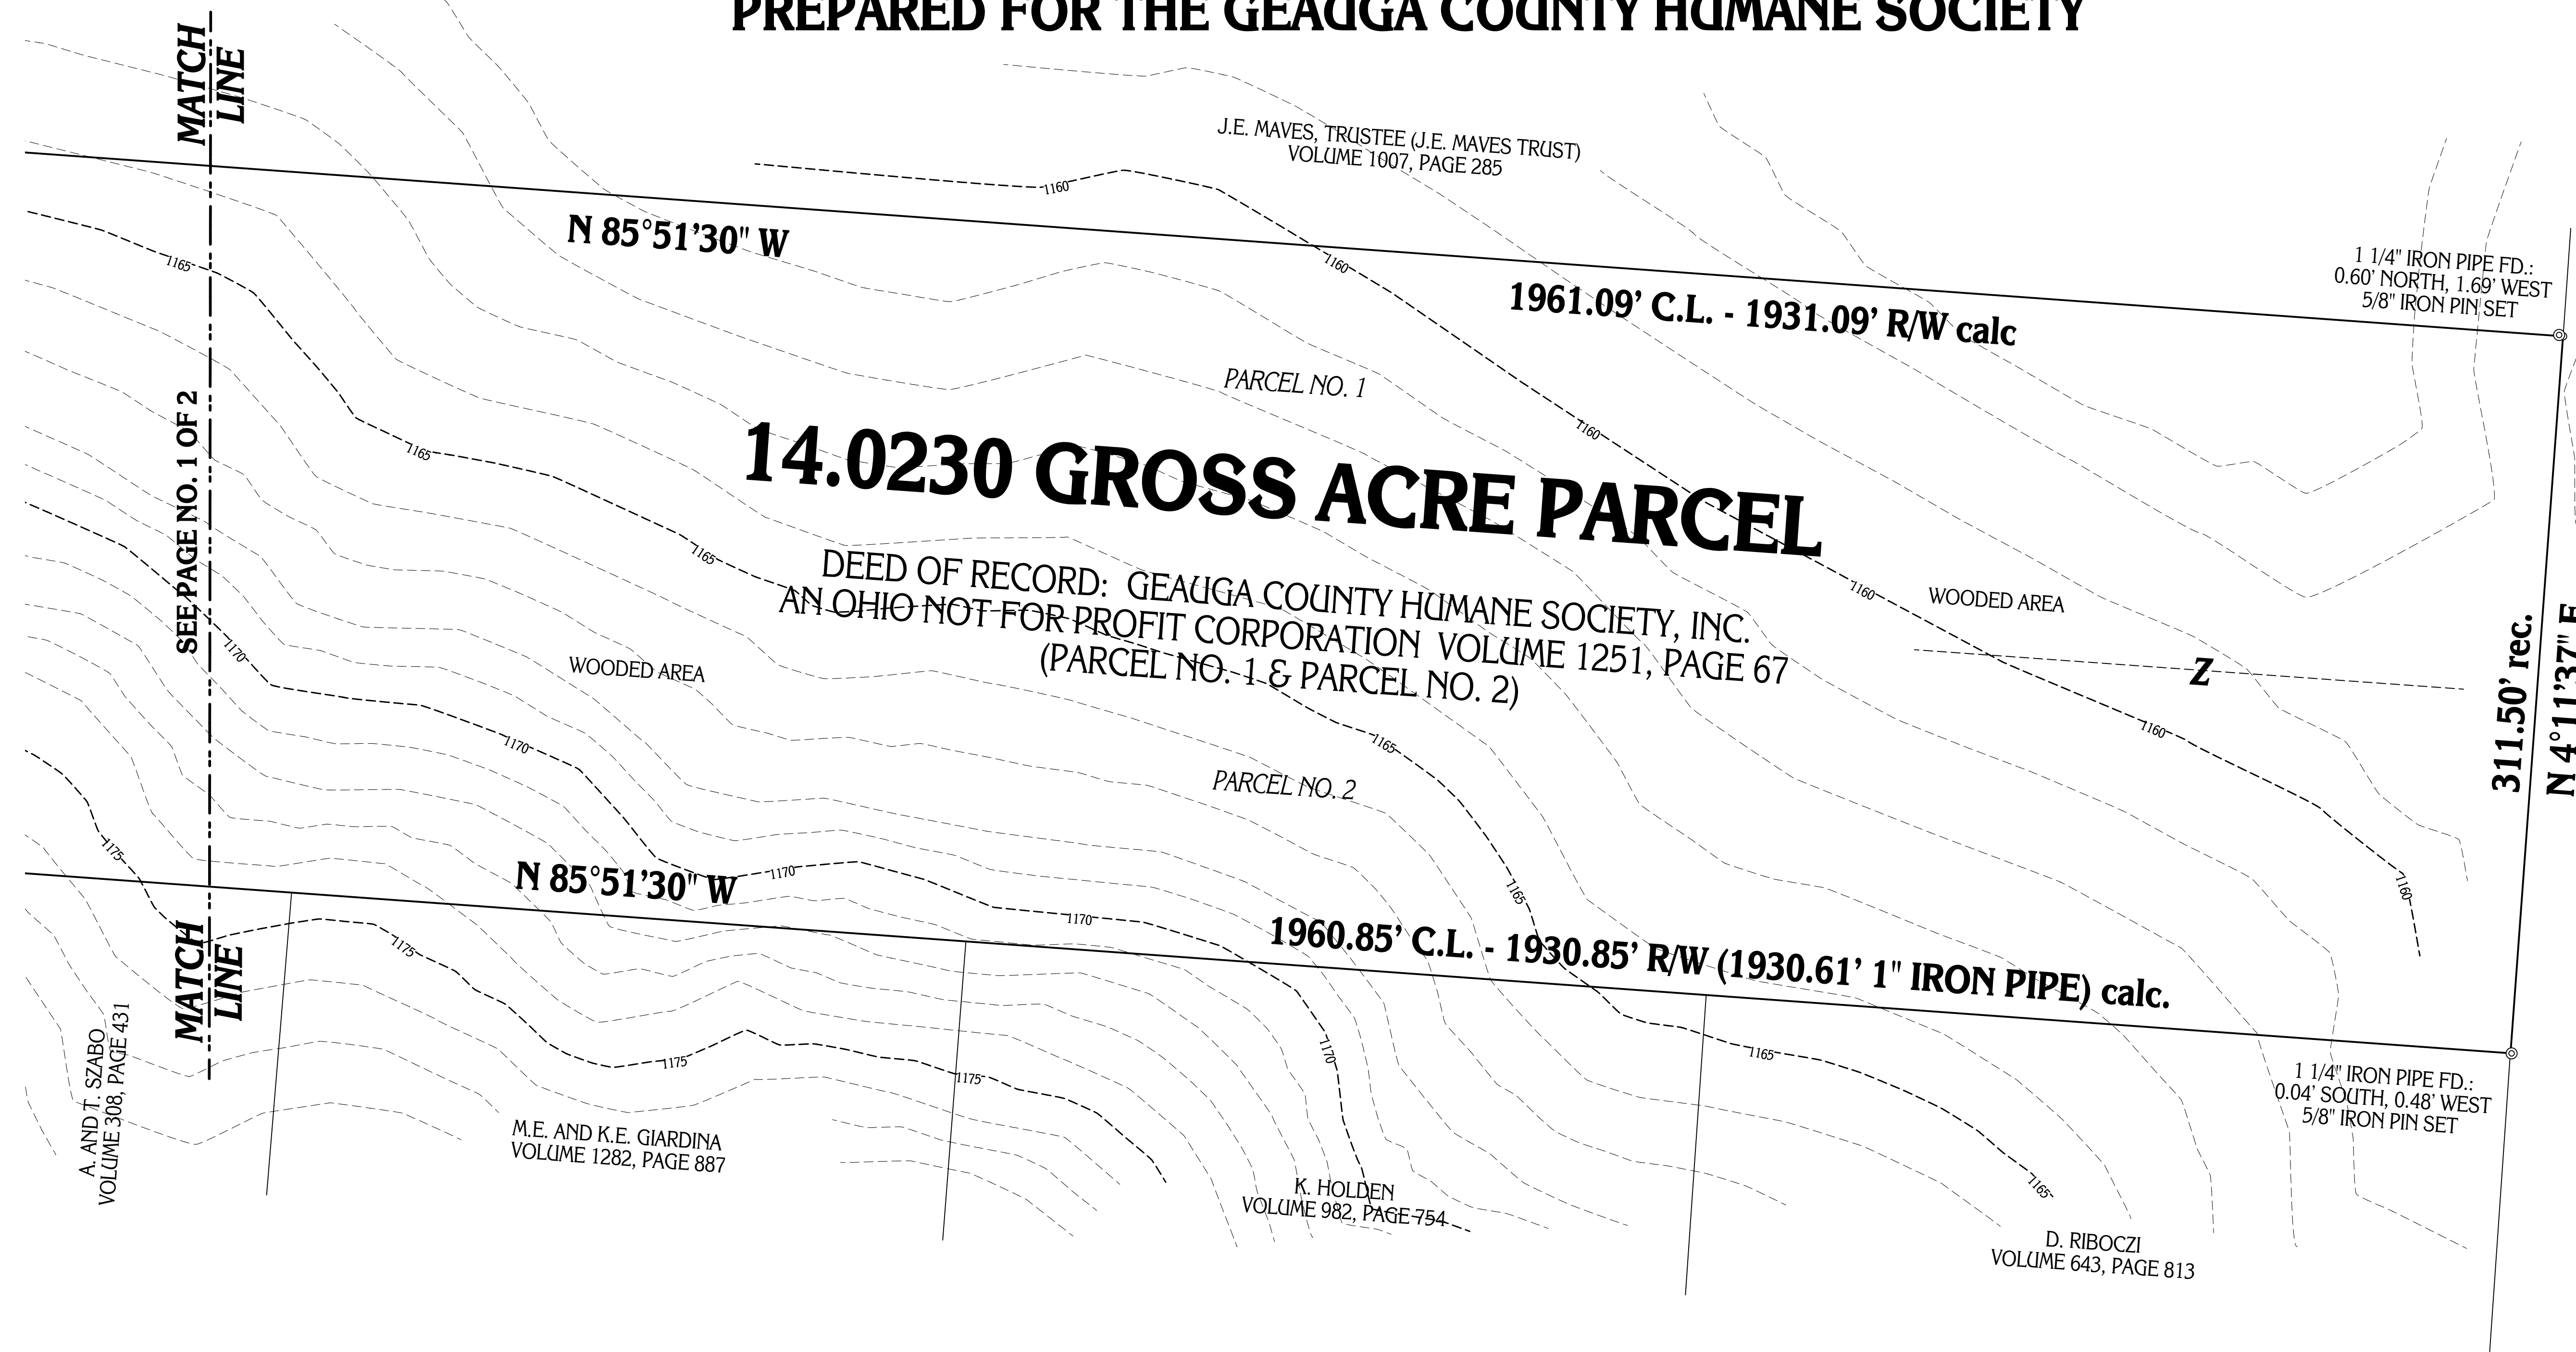 PREPARED FOR THE GEAUGA COUNTY HUMANE SOCIETY
MATCH
LINE
J.E. MAVES, TRUSTEE (J.E. MAVES TRUST)
VOLUME 1007, PAGE 285
1160
N 85°51'30" W
1165
1160
1 1/4" IRON PIPE FD.:
0.60' NORTH, 1.69' WEST
5/8" IRON PIN SET
1961.09' C.L. - 1931.09' R/W calc
PARCEL NO. 1
SEE PAGE NO. 1 OF 2
1165
1160
14.0230 GROSS ACRE PARCEL
1165
DEED OF RECORD: GEAUGA COUNTY HUMANE SOCIETY, INC.
AN OHIO NOT FOR PROFIT CORPORATION VOLUME 1251, PAGE 67
(PARCEL NO. 1 & PARCEL NO. 2)
1160
WOODED AREA
1170
WOODED AREA
Z
311.50' rec.
N 4°11'37" E
1170
1165
1160
PARCEL NO. 2
1175
N 85°51'30" W
1170
1165
1160
1170
1960.85' C.L. - 1930.85' R/W (1930.61' 1" IRON PIPE) calc.
MATCH
LINE
1175
1175
1175
1170
1165
1 1/4" IRON PIPE FD.:
0.04' SOUTH, 0.48' WEST
5/8" IRON PIN SET
A. AND T. SZABO
VOLUME 308, PAGE 431
M.E. AND K.E. GIARDINA
VOLUME 1282, PAGE 887
K. HOLDEN
VOLUME 982, PAGE 754
1165
D. RIBOCZI
VOLUME 643, PAGE 813